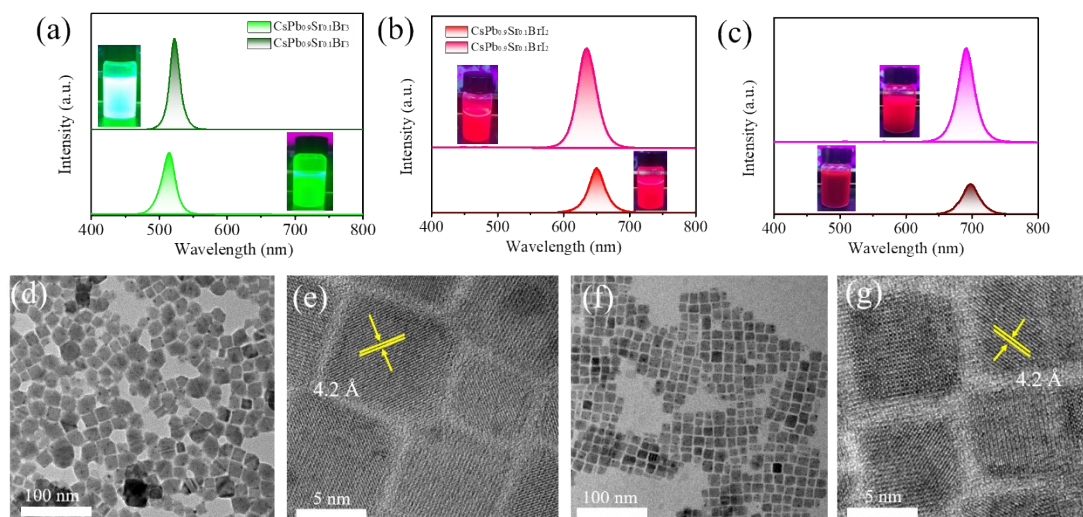 (a)
CsPb₀.₉Sr₀.₁Br₃
CsPb₀.₉Sr₀.₁Br₃
Intensity (a.u.)
400 500 600 700 800
Wavelength (nm)
(b)
CsPb₀.₉Sr₀.₁BrI₂
CsPb₀.₉Sr₀.₁BrI₂
Intensity (a.u.)
400 500 600 700 800
Wavelength (nm)
(c)
Intensity (a.u.)
400 500 600 700 800
Wavelength (nm)
(d)
100 nm
(e)
4.2 Å
5 nm
(f)
100 nm
(g)
4.2 Å
5 nm